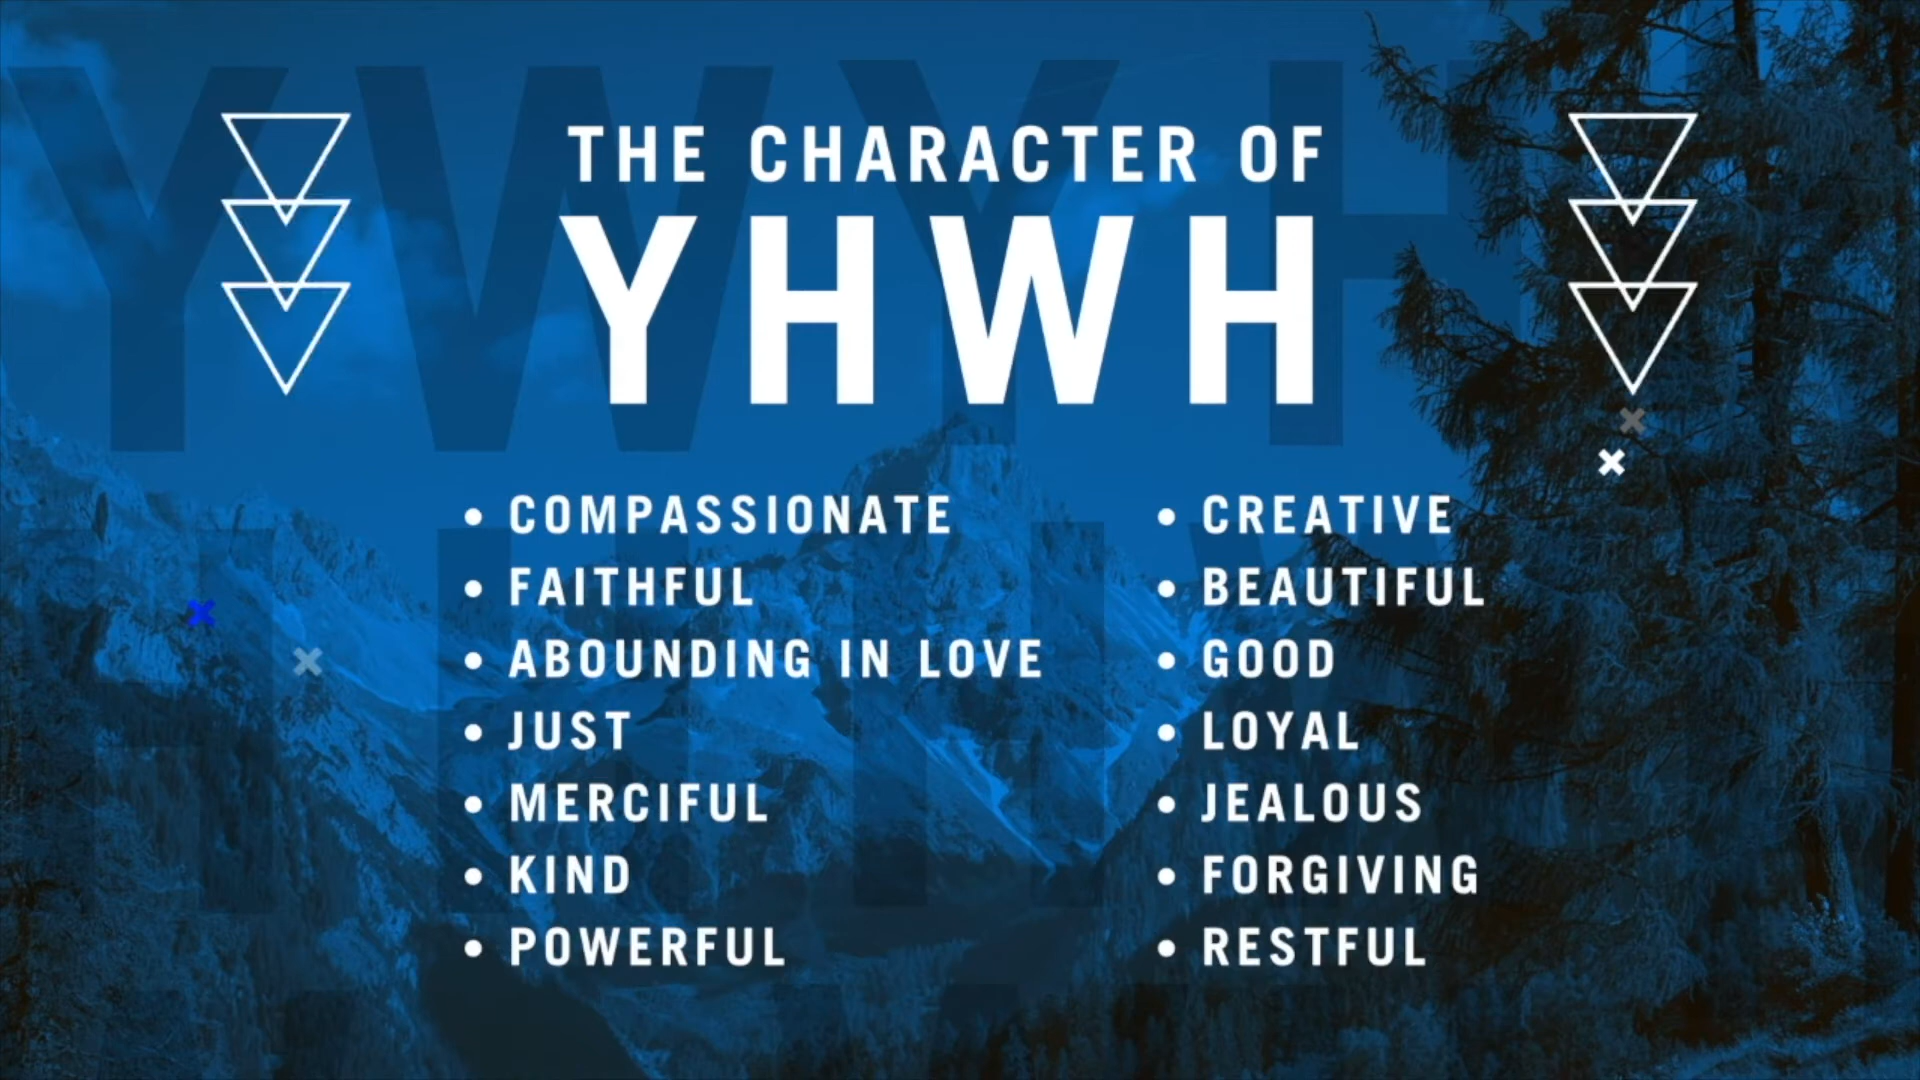 THE CHARACTER OF
YHWH
• COMPASSIONATE
• FAITHFUL
• ABOUNDING IN LOVE
• JUST
• MERCIFUL
• KIND
• POWERFUL
• CREATIVE
• BEAUTIFUL
• GOOD
• LOYAL
• JEALOUS
• FORGIVING
• RESTFUL